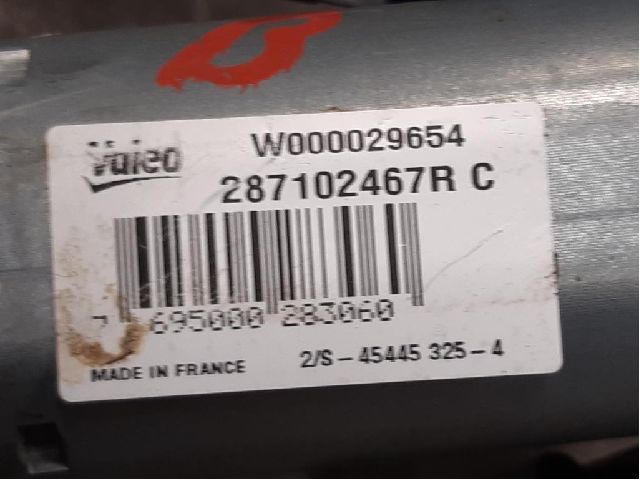 Valeo
W000029654
287102467R C
7 695000 283060
MADE IN FRANCE
2/S-45445 325-4